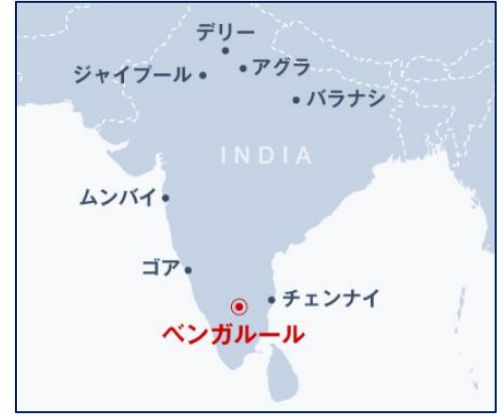 デリー
ジャイプール
アグラ
バラナシ
INDIA
ムンバイ
ゴア
チェンナイ
ベンガルール